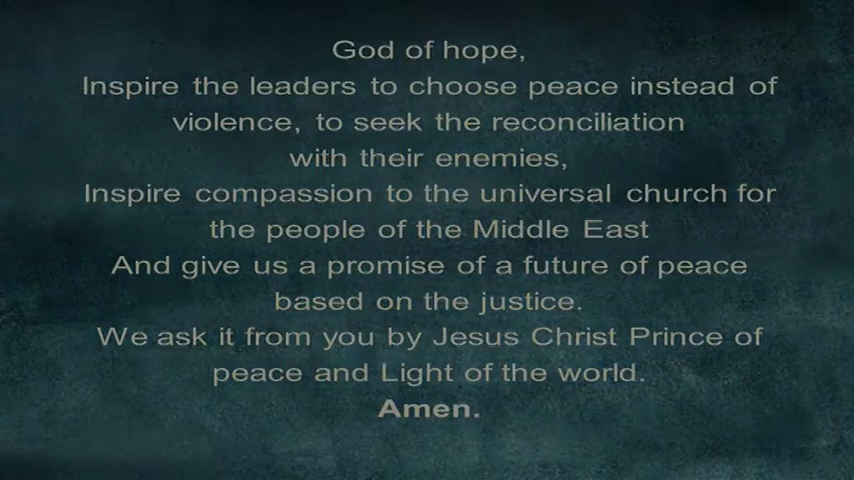 God of hope,
Inspire the leaders to choose peace instead of
violence, to seek the reconciliation
with their enemies,
Inspire compassion to the universal church for
the people of the Middle East
And give us a promise of a future of peace
based on the justice.
We ask it from you by Jesus Christ Prince of
peace and Light of the world.
Amen.